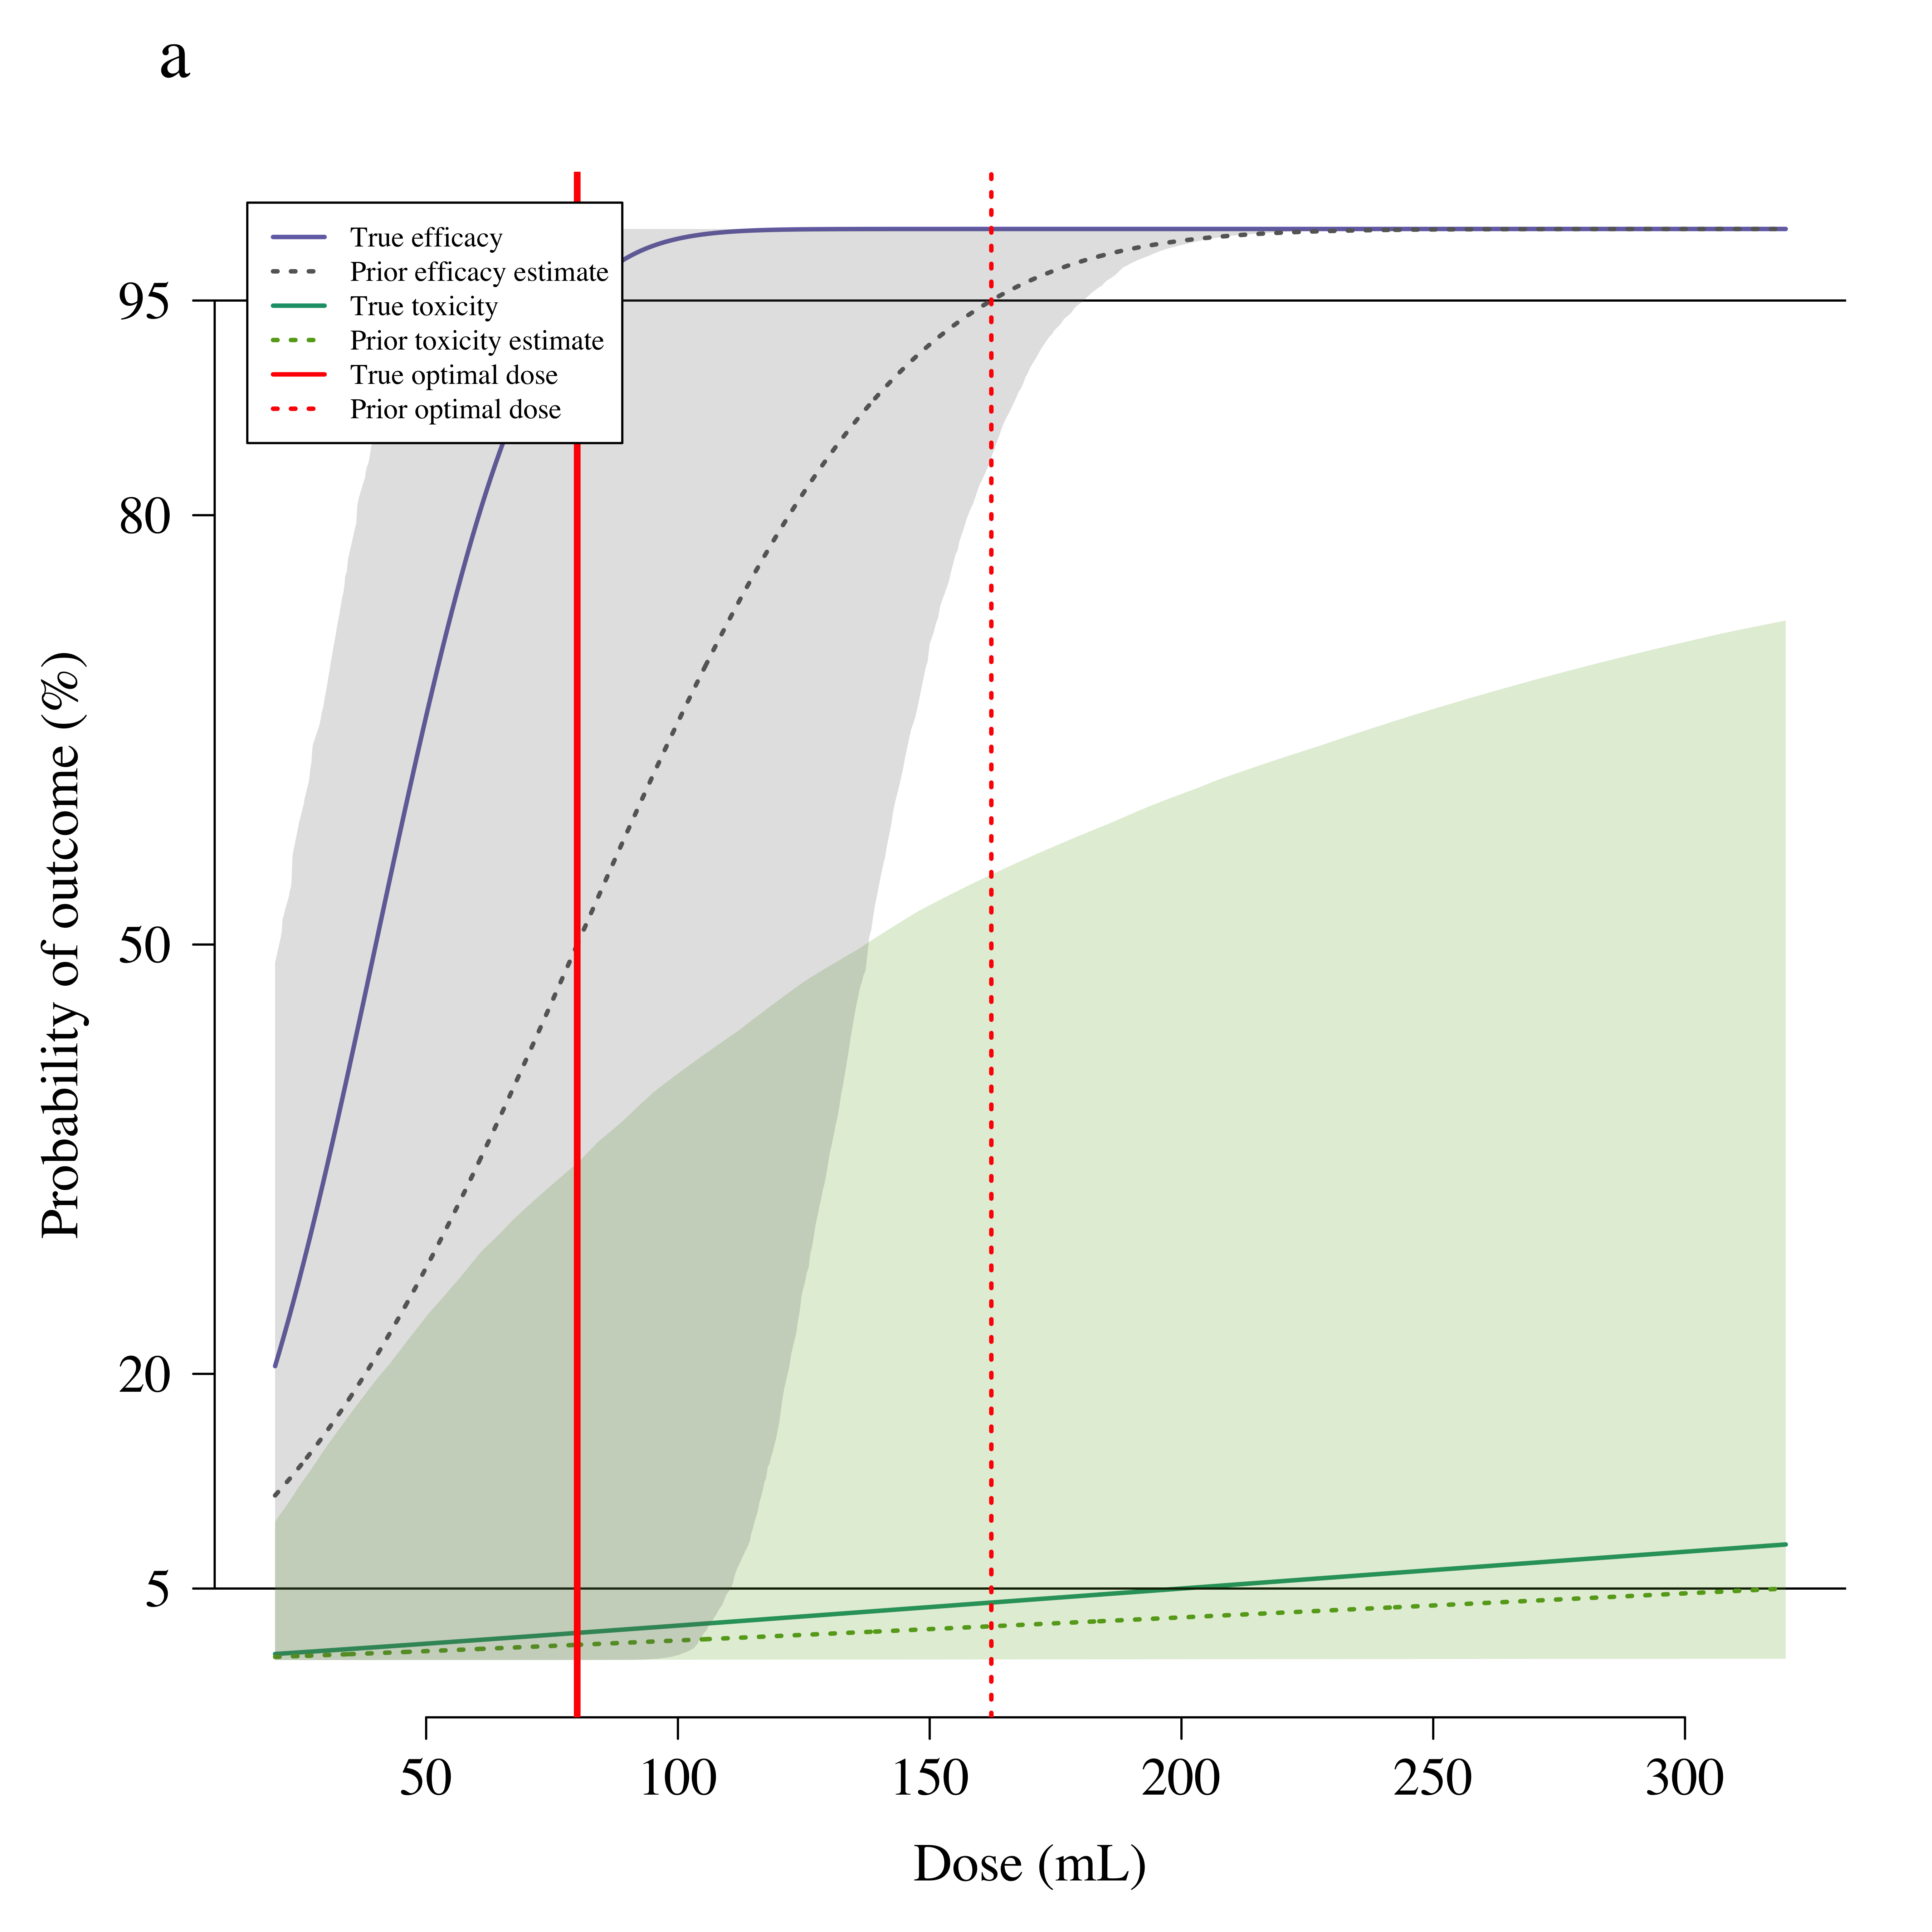 a
True efficacy
Prior efficacy estimate
True toxicity
Prior toxicity estimate
True optimal dose
Prior optimal dose
95
80
50
20
5
Probability of outcome (%)
50 100 150 200 250 300
Dose (mL)